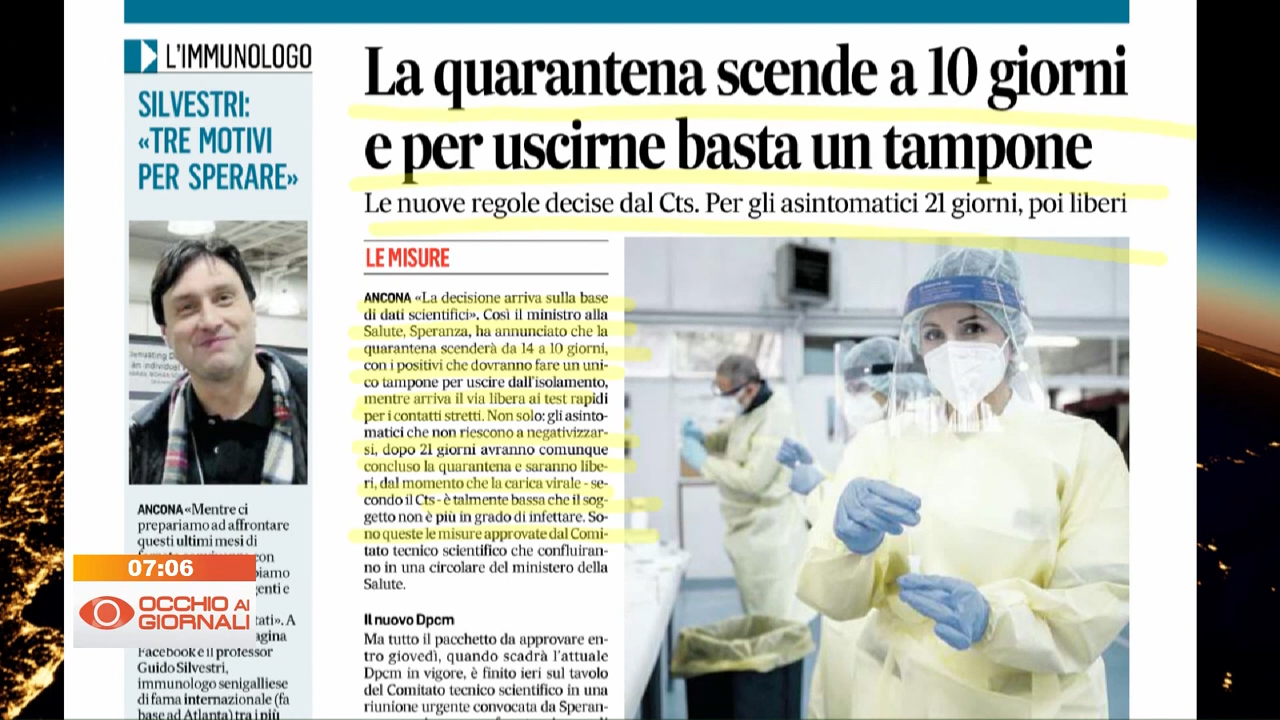 L'IMMUNOLOGO
SILVESTRI:
«TRE MOTIVI
PER SPERARE»
ANCONA «Mentre ci
prepariamo ad affrontare
questi ultimi mesi di
con
biamo
genti e
tati». A
agina
Facebook e il professor
Guido Silvestri,
immunologo senigalliese
di fama internazionale (fa
base ad Atlanta) tra i più
07:06
OCCHIO AI
GIORNALI
La quarantena scende a 10 giorni
e per uscirne basta un tampone
Le nuove regole decise dal Cts. Per gli asintomatici 21 giorni, poi liberi
LE MISURE
ANCONA «La decisione arriva sulla base
di dati scientifici». Così il ministro alla
Salute, Speranza, ha annunciato che la
quarantena scenderà da 14 a 10 giorni,
con i positivi che dovranno fare un uni-
co tampone per uscire dall'isolamento,
mentre arriva il via libera ai test rapidi
per i contatti stretti. Non solo: gli asinto-
matici che non riescono a negativizzar-
si, dopo 21 giorni avranno comunque
concluso la quarantena e saranno libe-
ri, dal momento che la carica virale - se-
condo il Cts - è talmente bassa che il sog-
getto non è più in grado di infettare. So-
no queste le misure approvate dal Comi-
tato tecnico scientifico che confluiran-
no in una circolare del ministero della
Salute.
Il nuovo Dpcm
Ma tutto il pacchetto da approvare en-
tro giovedì, quando scadrà l'attuale
Dpcm in vigore, è finito ieri sul tavolo
del Comitato tecnico scientifico in una
riunione urgente convocata da Speran-